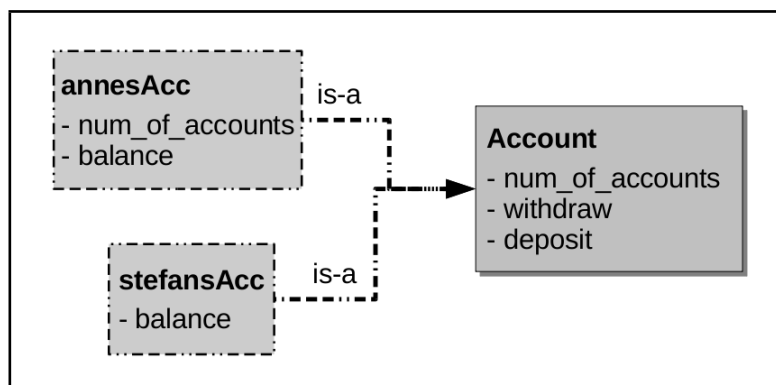 annesAcc
- num_of_accounts
- balance
is-a
Account
- num_of_accounts
- withdraw
- deposit
stefansAcc
- balance
is-a